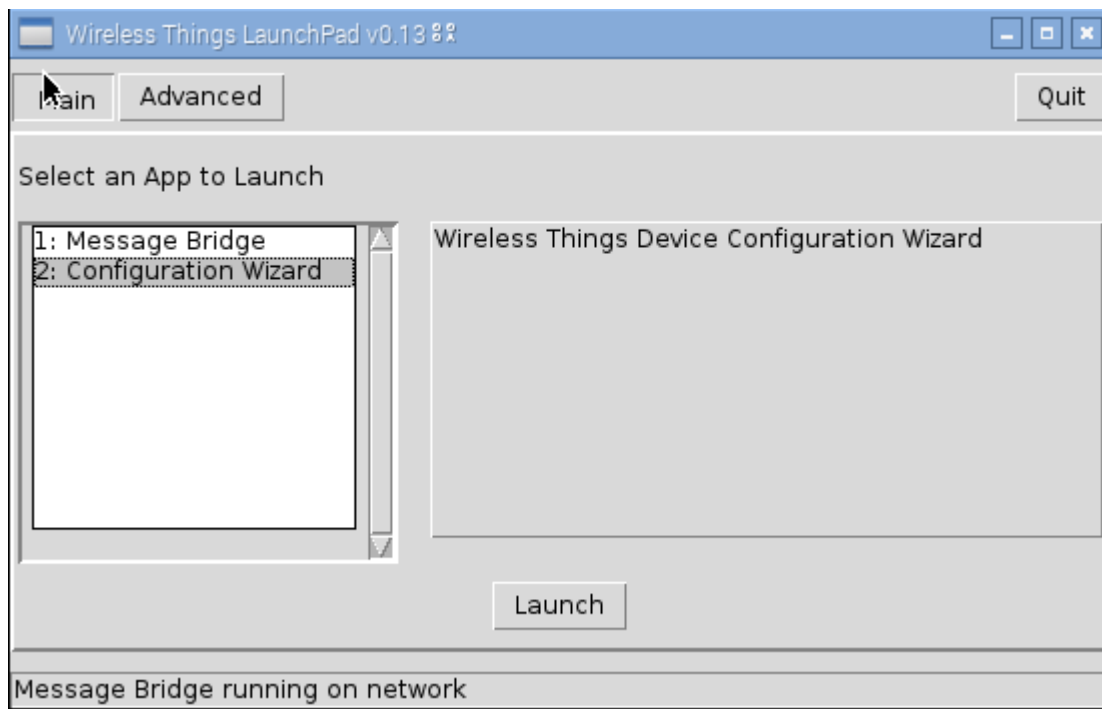 Wireless Things LaunchPad v0.13
Main
Advanced
Quit
Select an App to Launch
1: Message Bridge
2: Configuration Wizard
Wireless Things Device Configuration Wizard
Launch
Message Bridge running on network